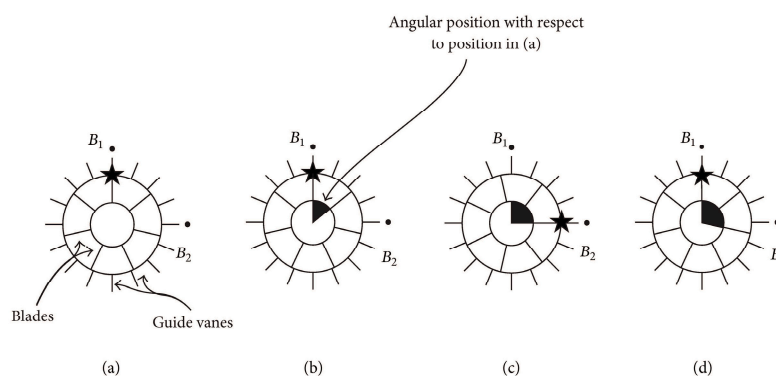 Angular position with respect
to position in (a)
B1
B1
B1
B1
B2
B2
B2
B
Blades
Guide vanes
(a)
(b)
(c)
(d)